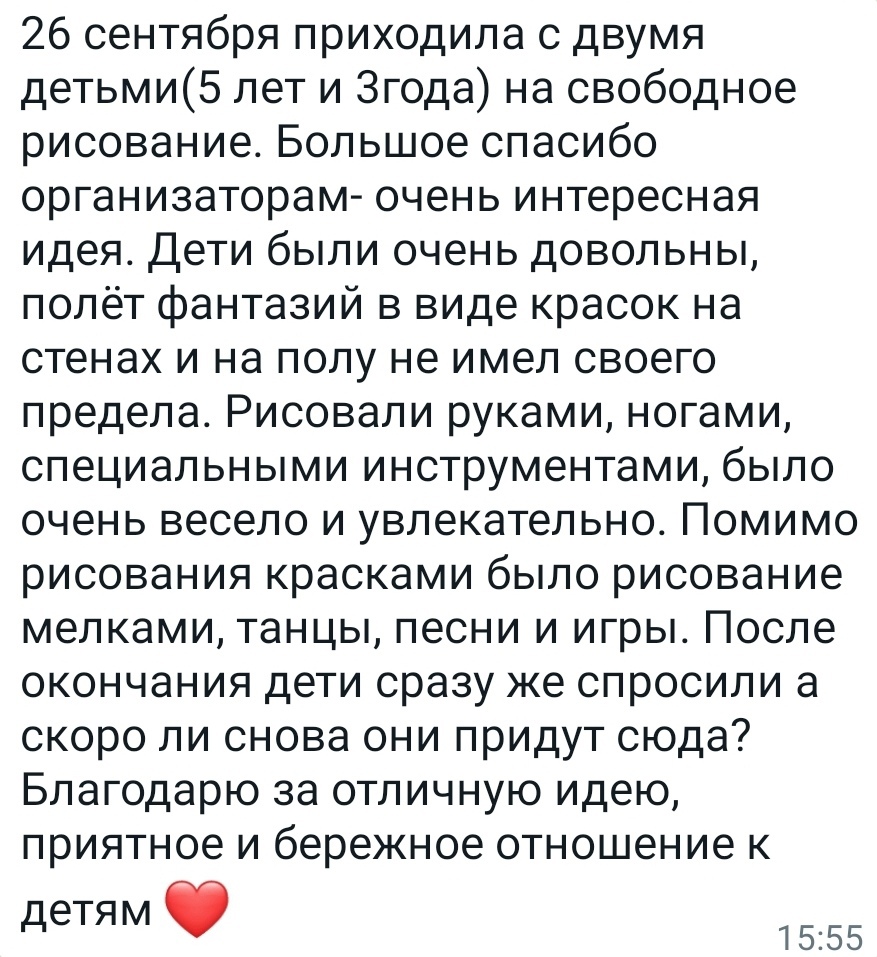 26 сентября приходила с двумя
детьми(5 лет и 3года) на свободное
рисование. Большое спасибо
организаторам- очень интересная
идея. Дети были очень довольны,
полёт фантазий в виде красок на
стенах и на полу не имел своего
предела. Рисовали руками, ногами,
специальными инструментами, было
очень весело и увлекательно. Помимо
рисования красками было рисование
мелками, танцы, песни и игры. После
окончания дети сразу же спросили а
скоро ли снова они придут сюда?
Благодарю за отличную идею,
приятное и бережное отношение к
детям ❤️
15:55